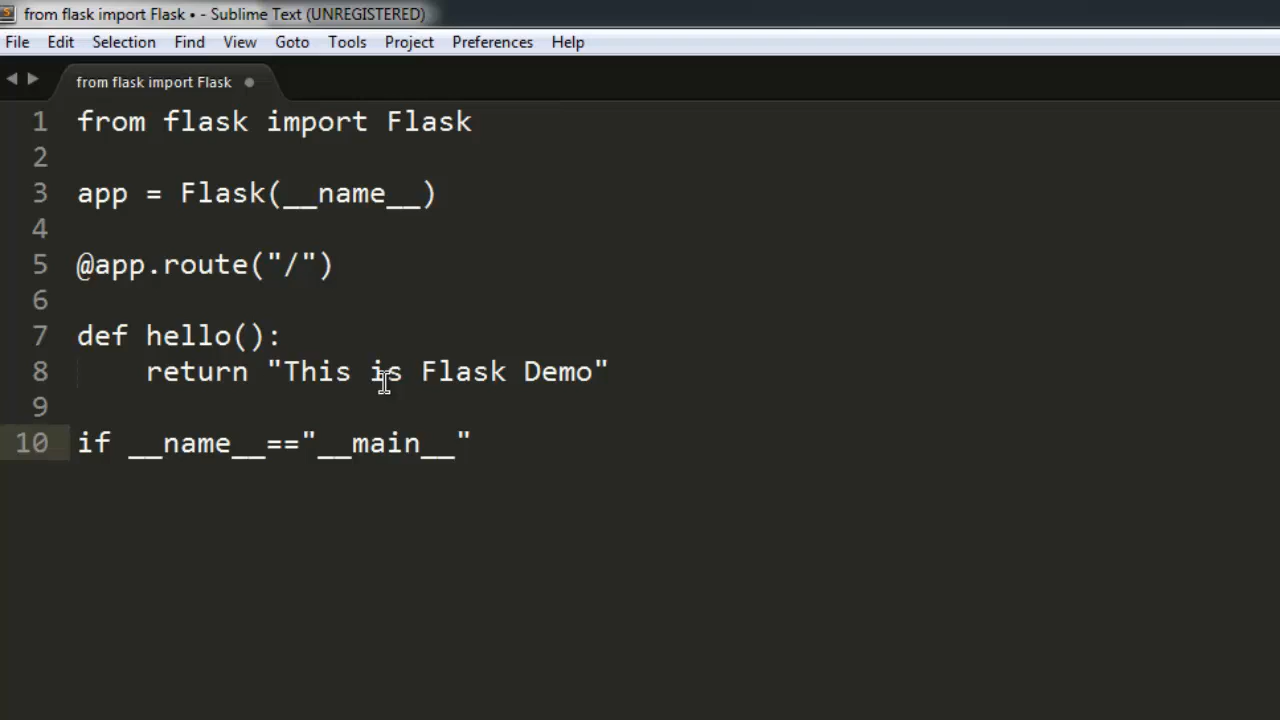 from flask import Flask • - Sublime Text (UNREGISTERED)
File Edit Selection Find View Goto Tools Project Preferences Help
from flask import Flask
1 from flask import Flask
2
3 app = Flask(__name__)
4
5 @app.route("/")
6
7 def hello():
8     return "This is Flask Demo"
9
10 if __name__=="__main__"